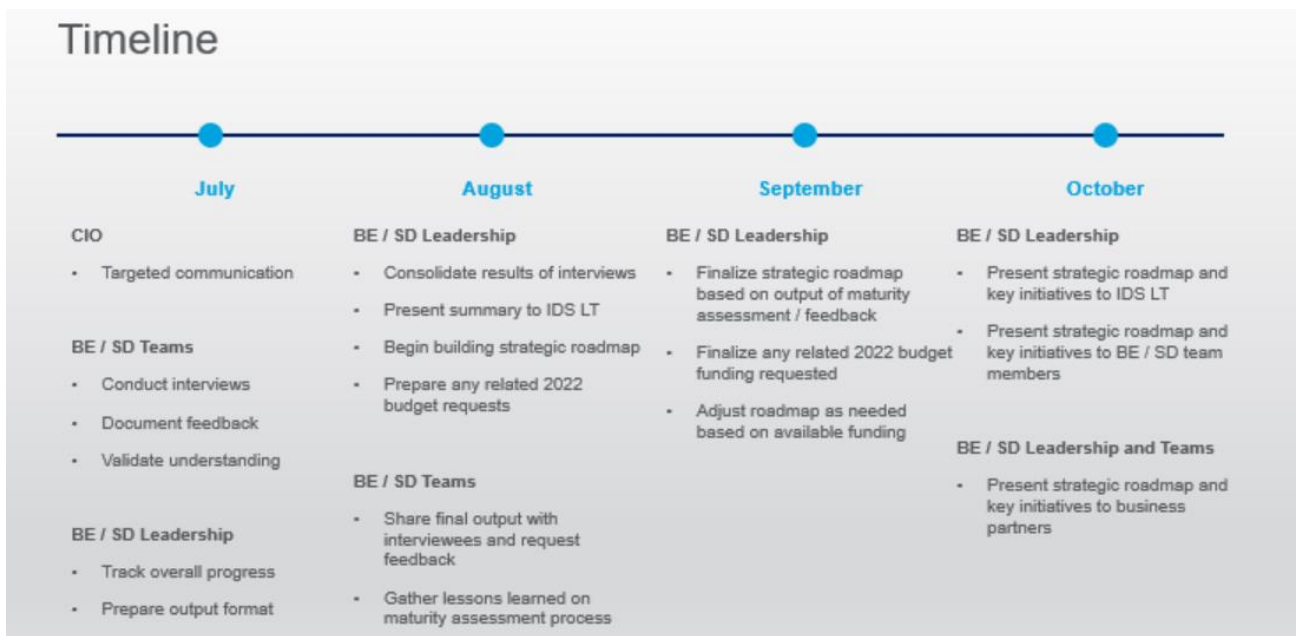 Timeline
July
CIO
• Targeted communication
BE / SD Teams
• Conduct interviews
• Document feedback
• Validate understanding
BE / SD Leadership
• Track overall progress
• Prepare output format
August
BE / SD Leadership
• Consolidate results of interviews
• Present summary to IDS LT
• Begin building strategic roadmap
• Prepare any related 2022
budget requests
BE / SD Teams
• Share final output with
interviewees and request
feedback
• Gather lessons learned on
maturity assessment process
September
BE / SD Leadership
• Finalize strategic roadmap
based on output of maturity
assessment / feedback
• Finalize any related 2022 budget
funding requested
• Adjust roadmap as needed
based on available funding
October
BE / SD Leadership
• Present strategic roadmap and
key initiatives to IDS LT
• Present strategic roadmap and
key initiatives to BE / SD team
members
BE / SD Leadership and Teams
• Present strategic roadmap and
key initiatives to business
partners